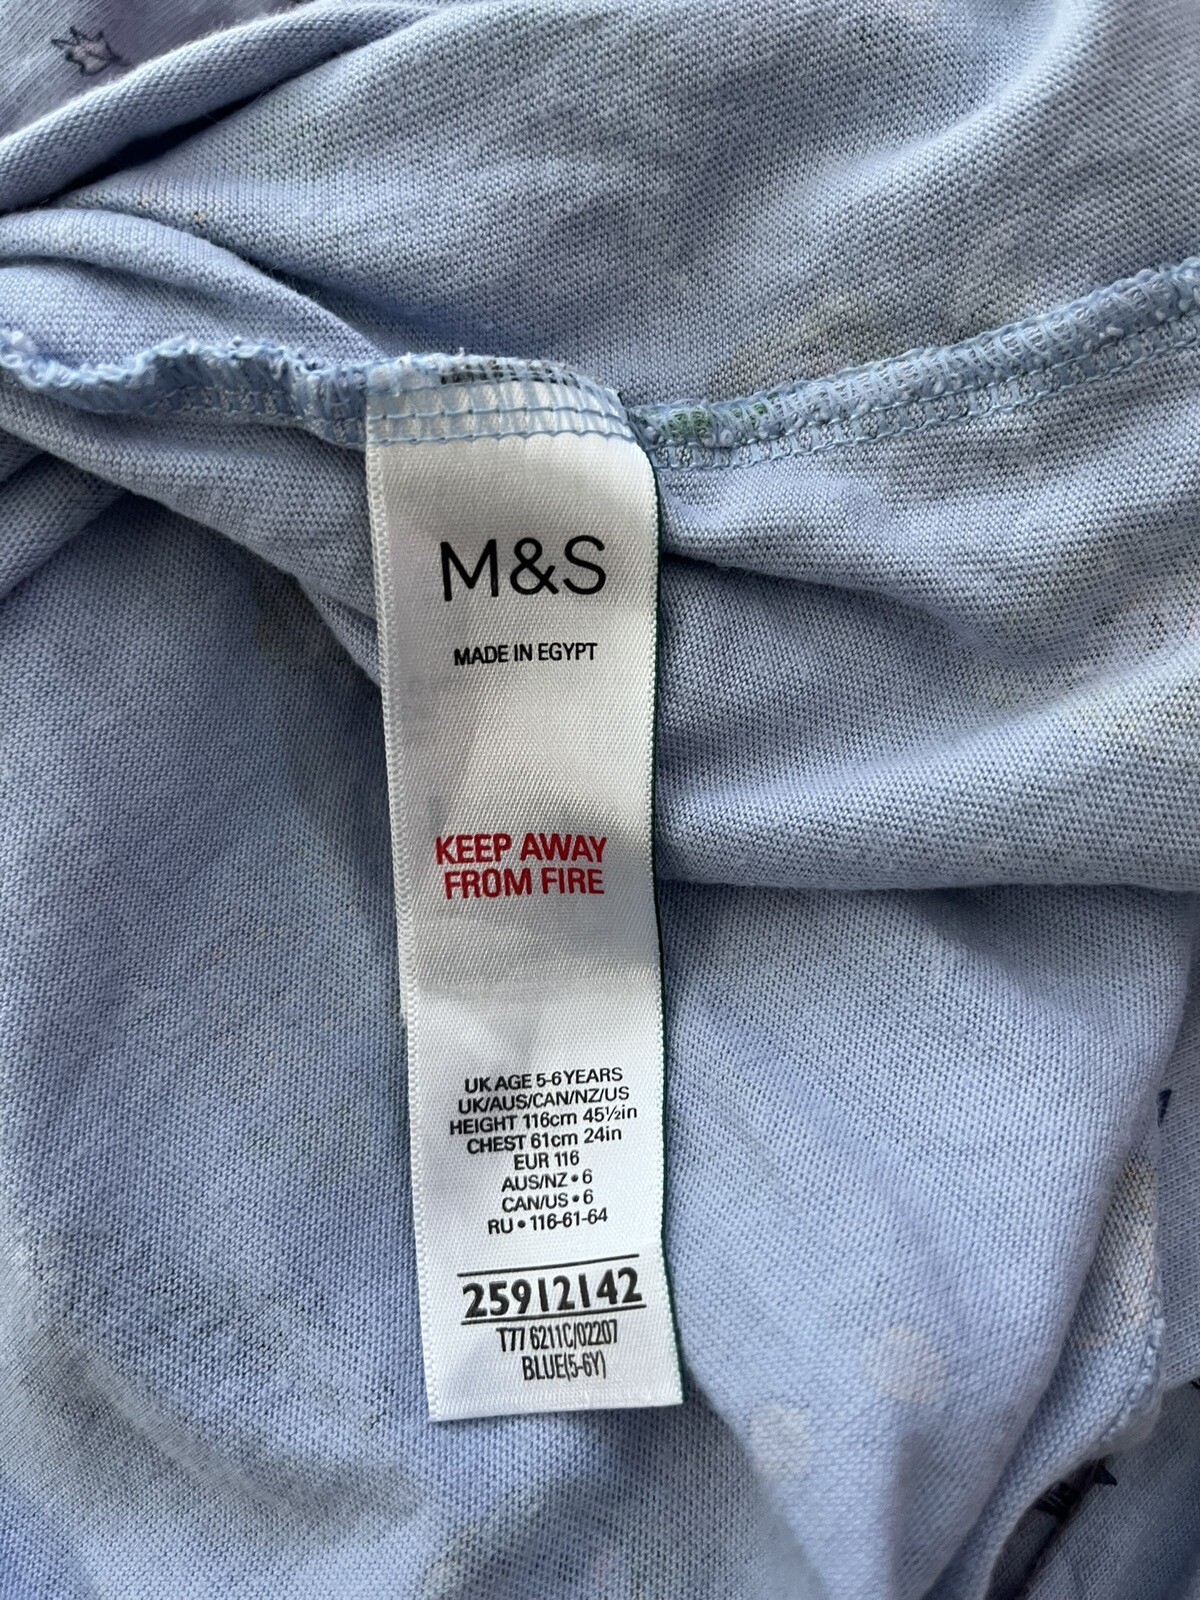 M&S
MADE IN EGYPT
KEEP AWAY
FROM FIRE
UK AGE 5-6 YEARS
UK/AUS/CAN/NZ/US
HEIGHT 116cm 45½in
CHEST 61cm 24in
EUR 116
AUS/NZ • 6
CAN/US • 6
RU • 116-61-64
25912142
T77 6211C/02207
BLUE(5-6Y)